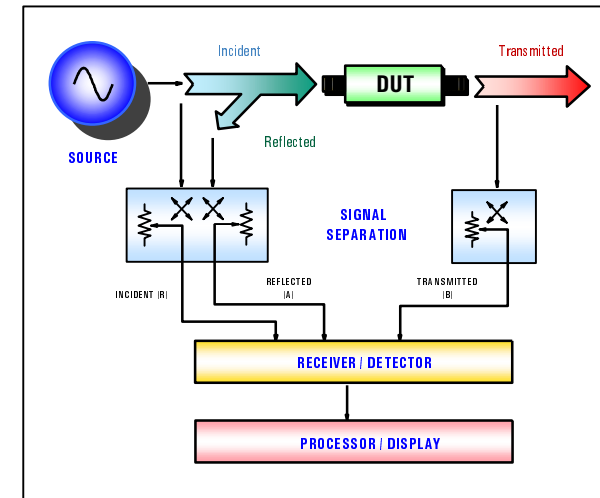 Incident
Transmitted
DUT
Reflected
SOURCE
SIGNAL
SEPARATION
INCIDENT (R)
REFLECTED
(A)
TRANSMITTED
(B)
RECEIVER / DETECTOR
PROCESSOR / DISPLAY